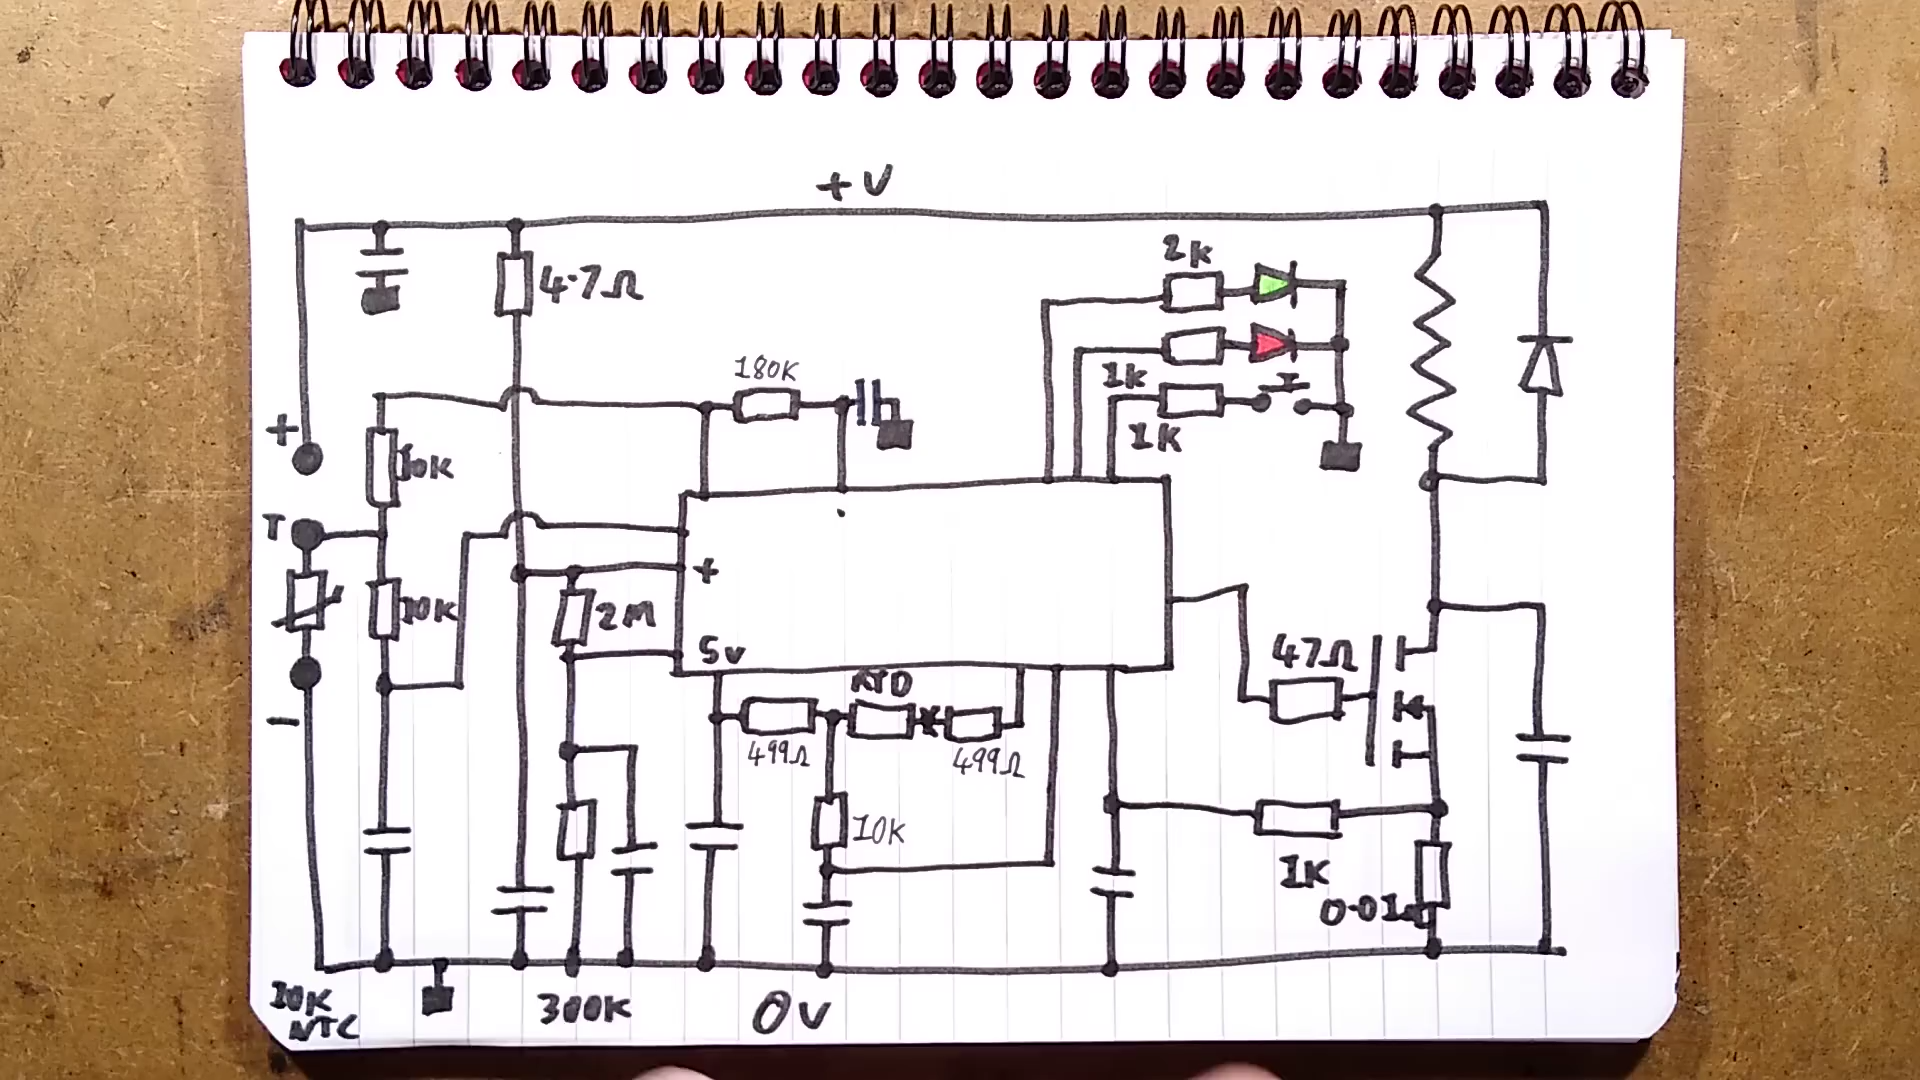 +V
4.7Ω
2K
180K
1K
+
10K
1K
T
+
10K
2M
5V
47Ω
RTD
-
499Ω
499Ω
10K
1K
0.01Ω
10K
NTC
300K
0V